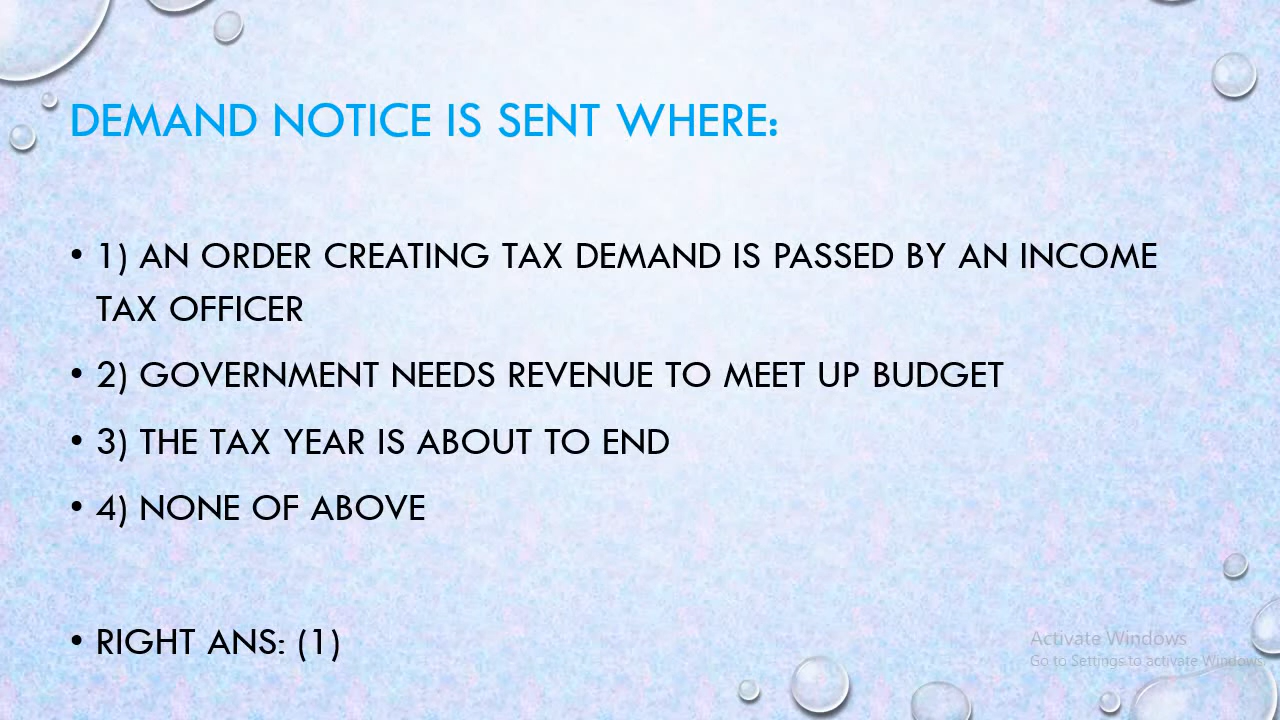 DEMAND NOTICE IS SENT WHERE:
• 1) AN ORDER CREATING TAX DEMAND IS PASSED BY AN INCOME
TAX OFFICER
• 2) GOVERNMENT NEEDS REVENUE TO MEET UP BUDGET
• 3) THE TAX YEAR IS ABOUT TO END
• 4) NONE OF ABOVE
• RIGHT ANS: (1)
Activate Windows
Go to Settings to activate Windows.